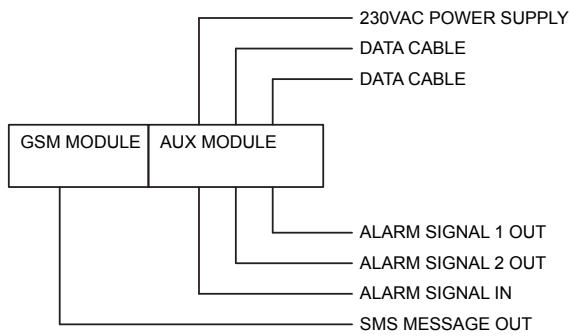 230VAC POWER SUPPLY
DATA CABLE
DATA CABLE
GSM MODULE
AUX MODULE
ALARM SIGNAL 1 OUT
ALARM SIGNAL 2 OUT
ALARM SIGNAL IN
SMS MESSAGE OUT